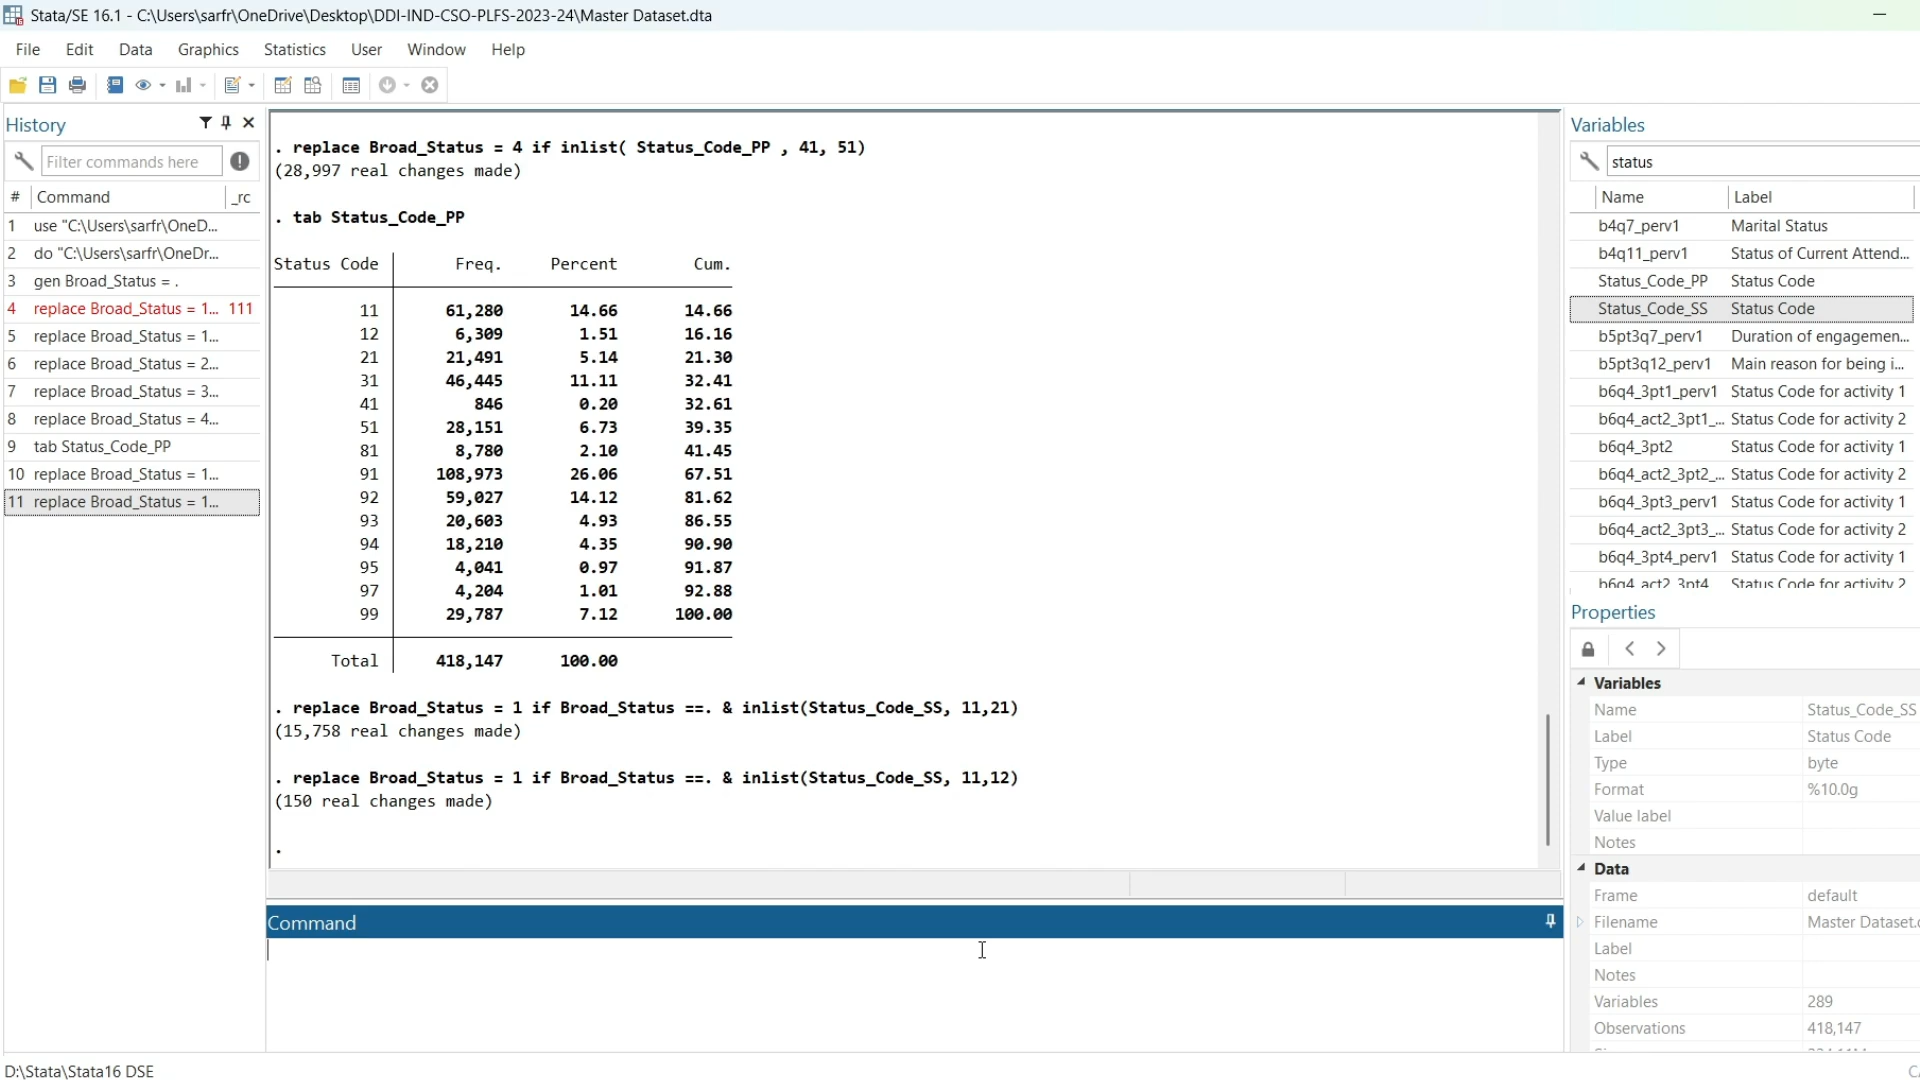 Stata/SE 16.1 - C:\Users\sarfr\OneDrive\Desktop\DDI-IND-CSO-PLFS-2023-24\Master Dataset.dta
File Edit Data Graphics Statistics User Window Help
History
Filter commands here
# Command _rc
1 use "C:\Users\sarfr\OneD...
2 do "C:\Users\sarfr\OneDr...
3 gen Broad_Status = .
4 replace Broad_Status = 1... 111
5 replace Broad_Status = 1...
6 replace Broad_Status = 2...
7 replace Broad_Status = 3...
8 replace Broad_Status = 4...
9 tab Status_Code_PP
10 replace Broad_Status = 1...
11 replace Broad_Status = 1...
. replace Broad_Status = 4 if inlist( Status_Code_PP , 41, 51)
(28,997 real changes made)
. tab Status_Code_PP
Status Code Freq. Percent Cum.
11 61,280 14.66 14.66
12 6,309 1.51 16.16
21 21,491 5.14 21.30
31 46,445 11.11 32.41
41 846 0.20 32.61
51 28,151 6.73 39.35
81 8,780 2.10 41.45
91 108,973 26.06 67.51
92 59,027 14.12 81.62
93 20,603 4.93 86.55
94 18,210 4.35 90.90
95 4,041 0.97 91.87
97 4,204 1.01 92.88
99 29,787 7.12 100.00
Total 418,147 100.00
. replace Broad_Status = 1 if Broad_Status ==. & inlist(Status_Code_SS, 11,21)
(15,758 real changes made)
. replace Broad_Status = 1 if Broad_Status ==. & inlist(Status_Code_SS, 11,12)
(150 real changes made)
.
Command
Variables
status
Name Label
b4q7_perv1 Marital Status
b4q11_perv1 Status of Current Attend...
Status_Code_PP Status Code
Status_Code_SS Status Code
b5pt3q7_perv1 Duration of engagemen...
b5pt3q12_perv1 Main reason for being i...
b6q4_3pt1_perv1 Status Code for activity 1
b6q4_act2_3pt1_... Status Code for activity 2
b6q4_3pt2 Status Code for activity 1
b6q4_act2_3pt2_... Status Code for activity 2
b6q4_3pt3_perv1 Status Code for activity 1
b6q4_act2_3pt3_... Status Code for activity 2
b6q4_3pt4_perv1 Status Code for activity 1
b6q4_act2_3pt4 Status Code for activity 2
Properties
Variables
Name Status_Code_SS
Label Status Code
Type byte
Format %10.0g
Value label
Notes
Data
Frame default
Filename Master Dataset.
Label
Notes
Variables 289
Observations 418,147
D:\Stata\Stata16 DSE